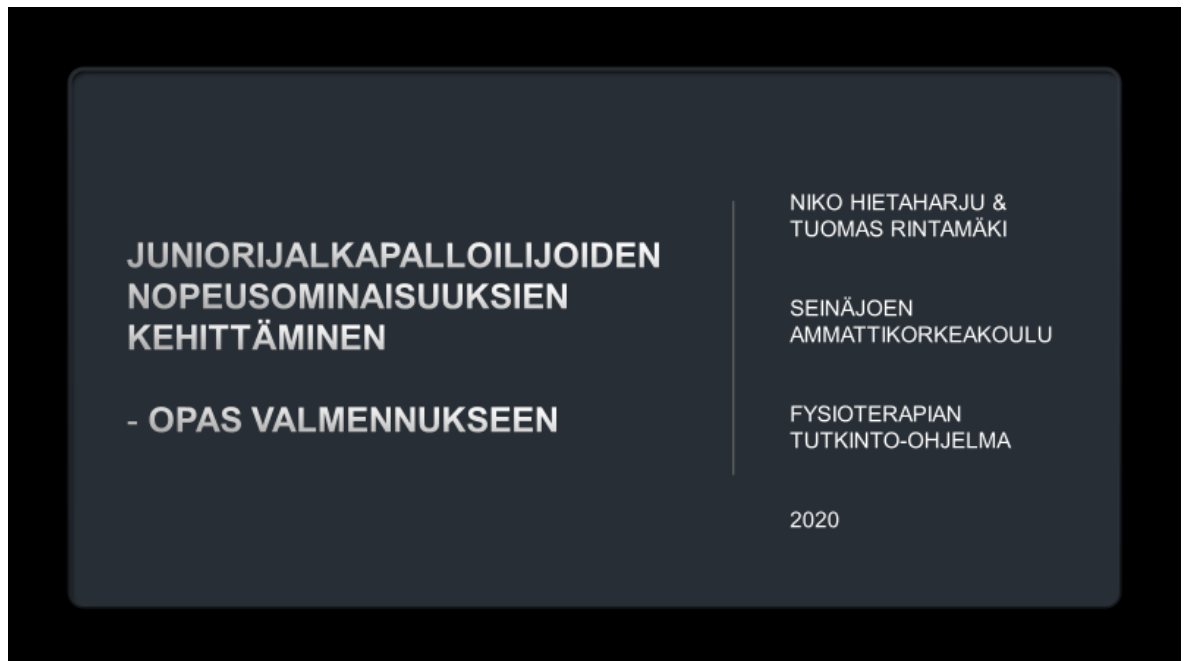 JUNIORIJALKAPALLOILIJOIDEN
NOPEUSOMINAISUUKSIEN
KEHITTÄMINEN
- OPAS VALMENNUKSEEN
NIKO HIETAHARJU &
TUOMAS RINTAMÄKI
SEINÄJOEN
AMMATTIKORKEAKOULU
FYSIOTERAPIAN
TUTKINTO-OHJELMA
2020